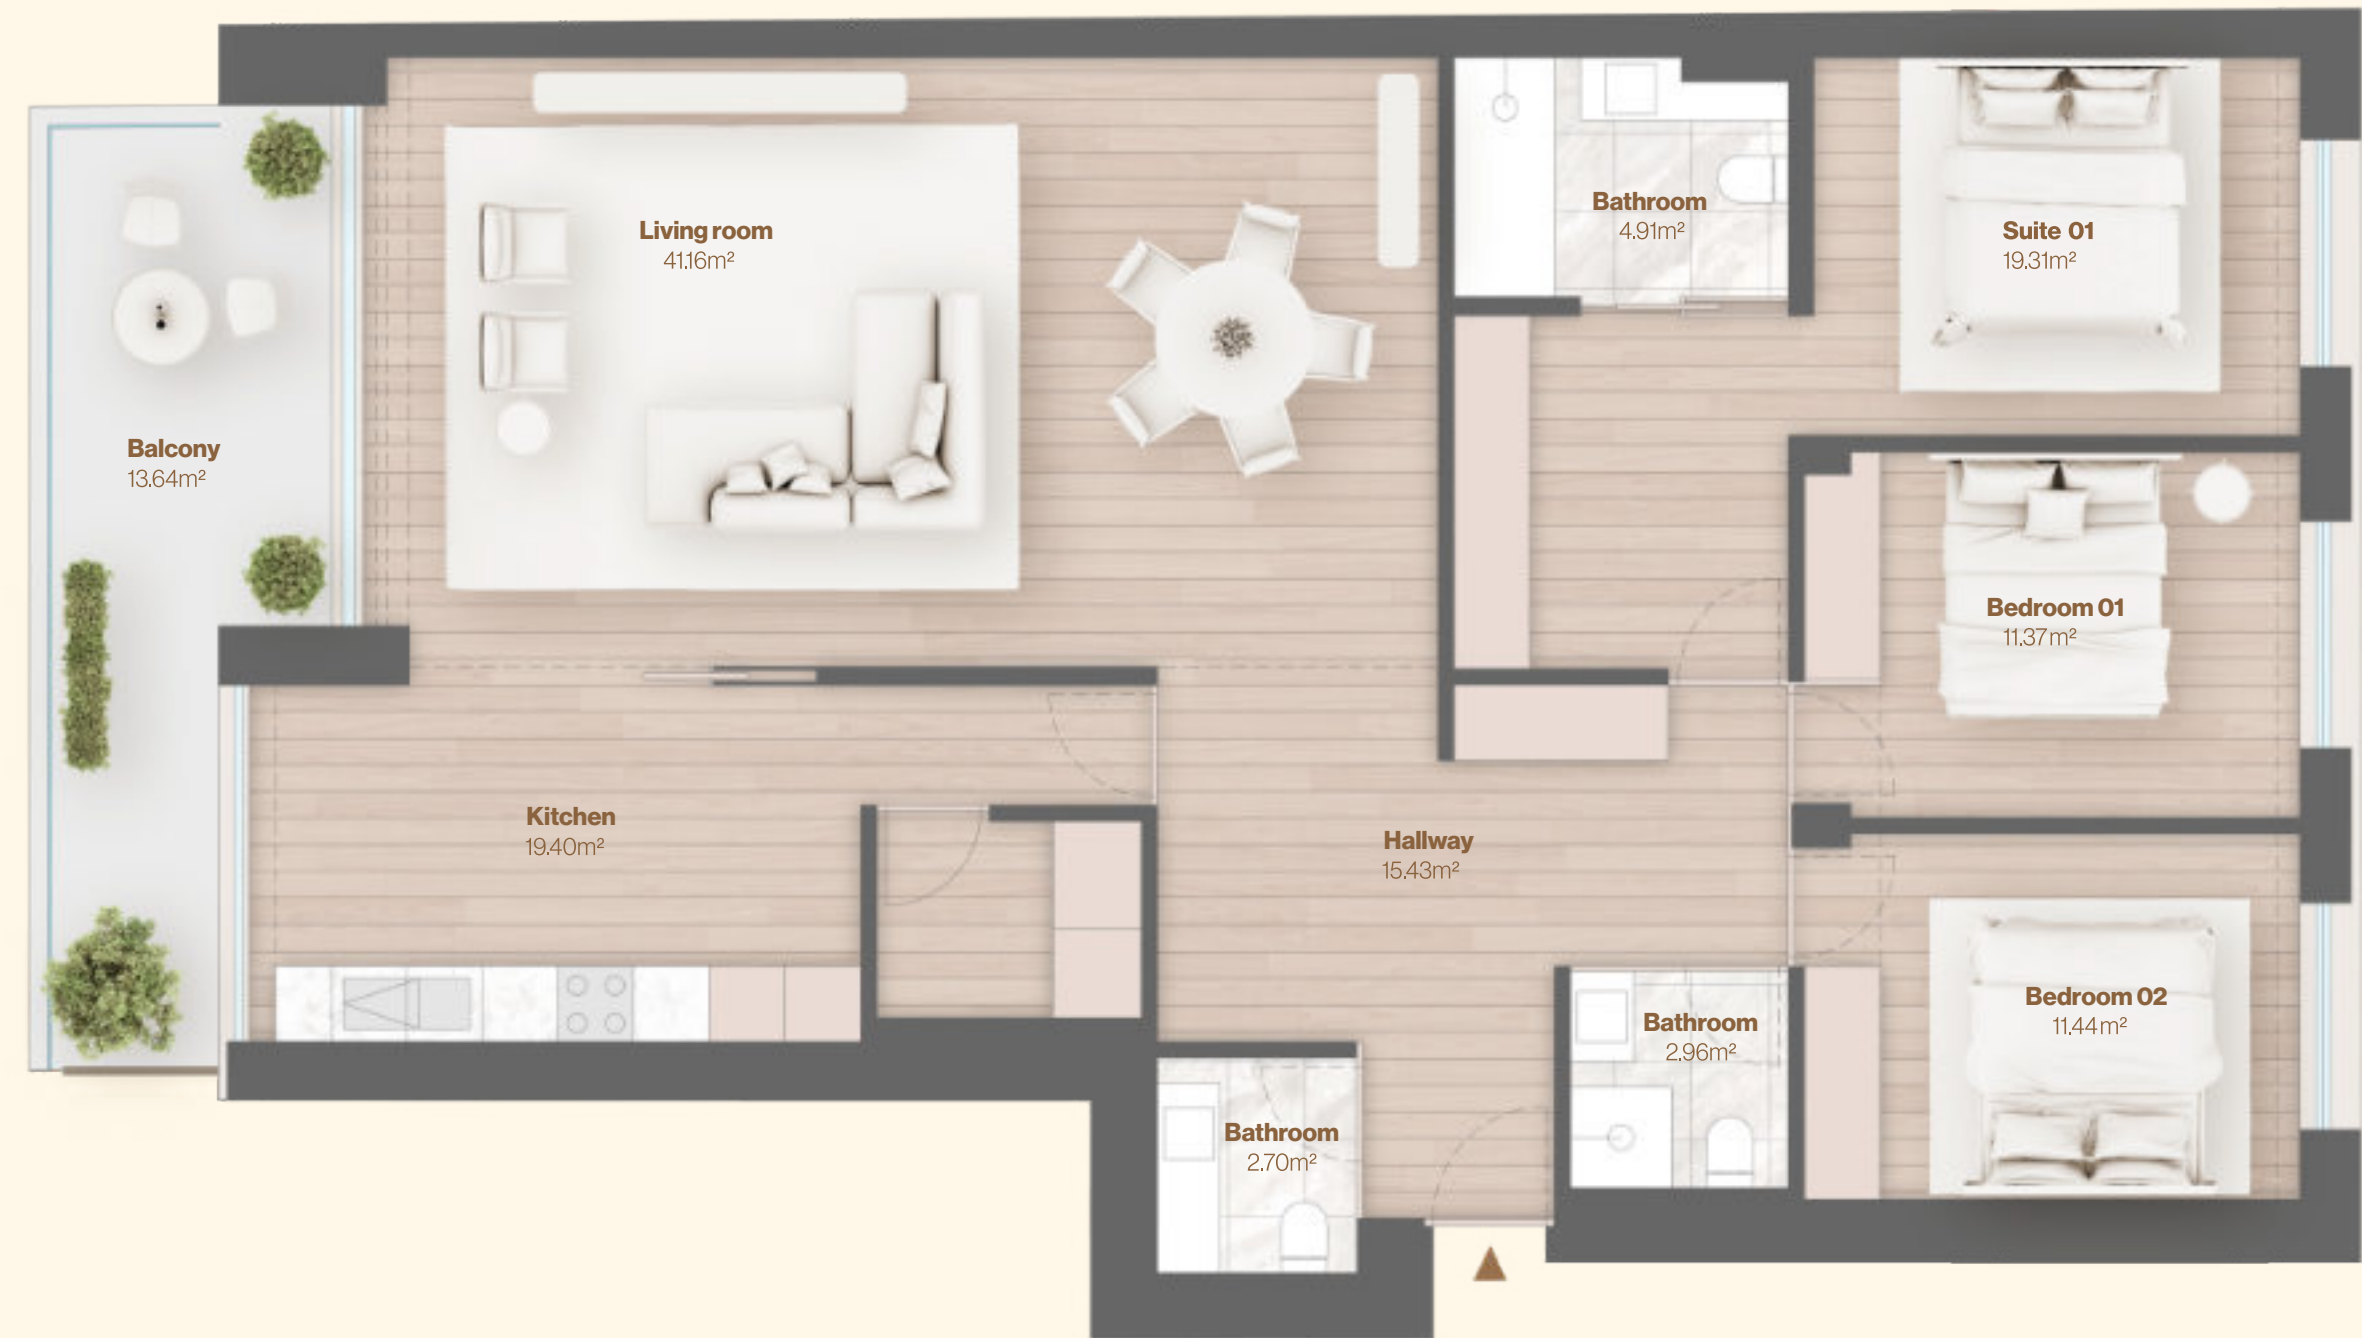 Living room
41.16m²
Bathroom
4.91m²
Suite 01
19.31m²
Balcony
13.64m²
Bedroom 01
11.37m²
Kitchen
19.40m²
Hallway
15.43m²
Bedroom 02
11.44m²
Bathroom
2.96m²
Bathroom
2.70m²